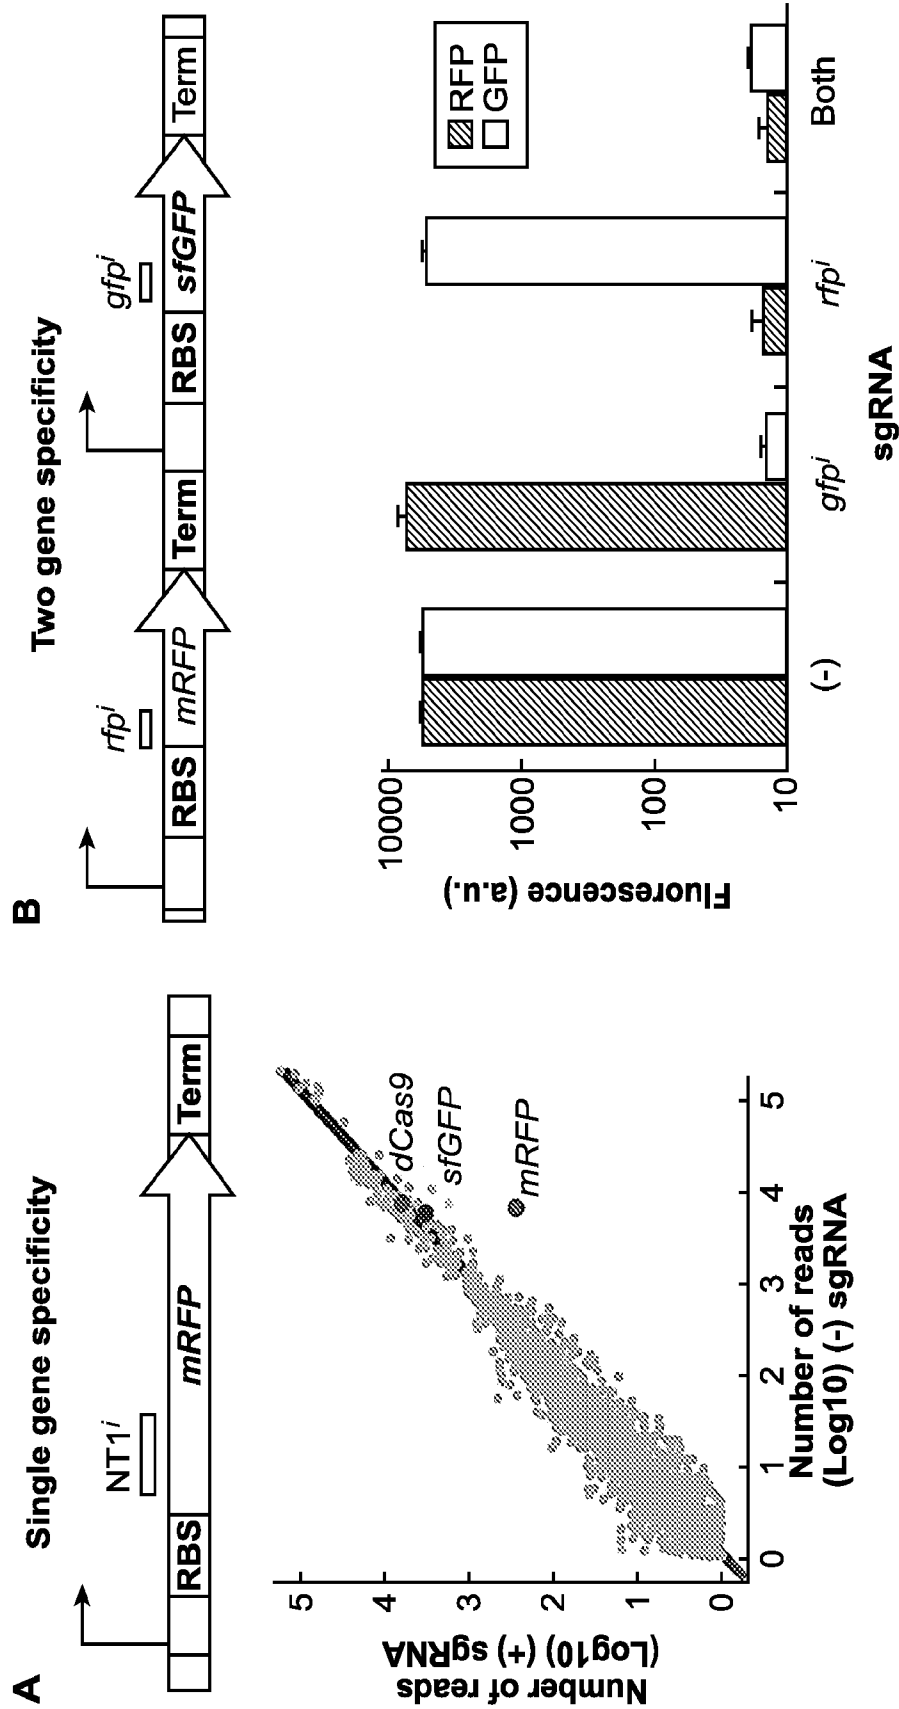 A
Single gene specificity
NT1i
RBS
mRFP
Term
5
4
3
2
1
0
Number of reads
(Log10) (+) sgRNA
dCas9
sfGFP
mRFP
0 1 2 3 4 5
Number of reads
(Log10) (-) sgRNA
B
Two gene specificity
rfpi
gfpi
RBS
mRFP
Term
RBS
sfGFP
Term
10000
1000
100
10
Fluorescence (a.u.)
RFP
GFP
(-) gfpi rfpi Both
sgRNA